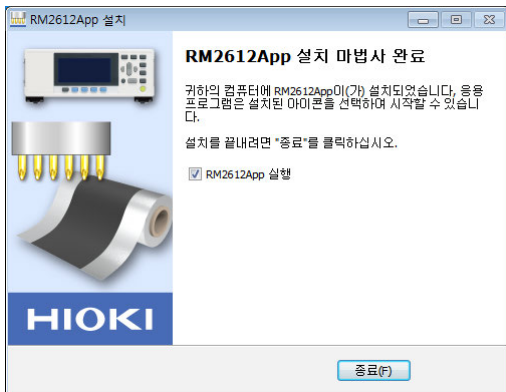 RM2612App 설치
RM2612App 설치 마법사 완료
귀하의 컴퓨터에 RM2612App이(가) 설치되었습니다, 응용
프로그램은 설치된 아이콘을 선택하여 시작할 수 있습니
다.
설치를 끝내려면 "종료"를 클릭하십시오.
RM2612App 실행
HIOKI
종료(F)